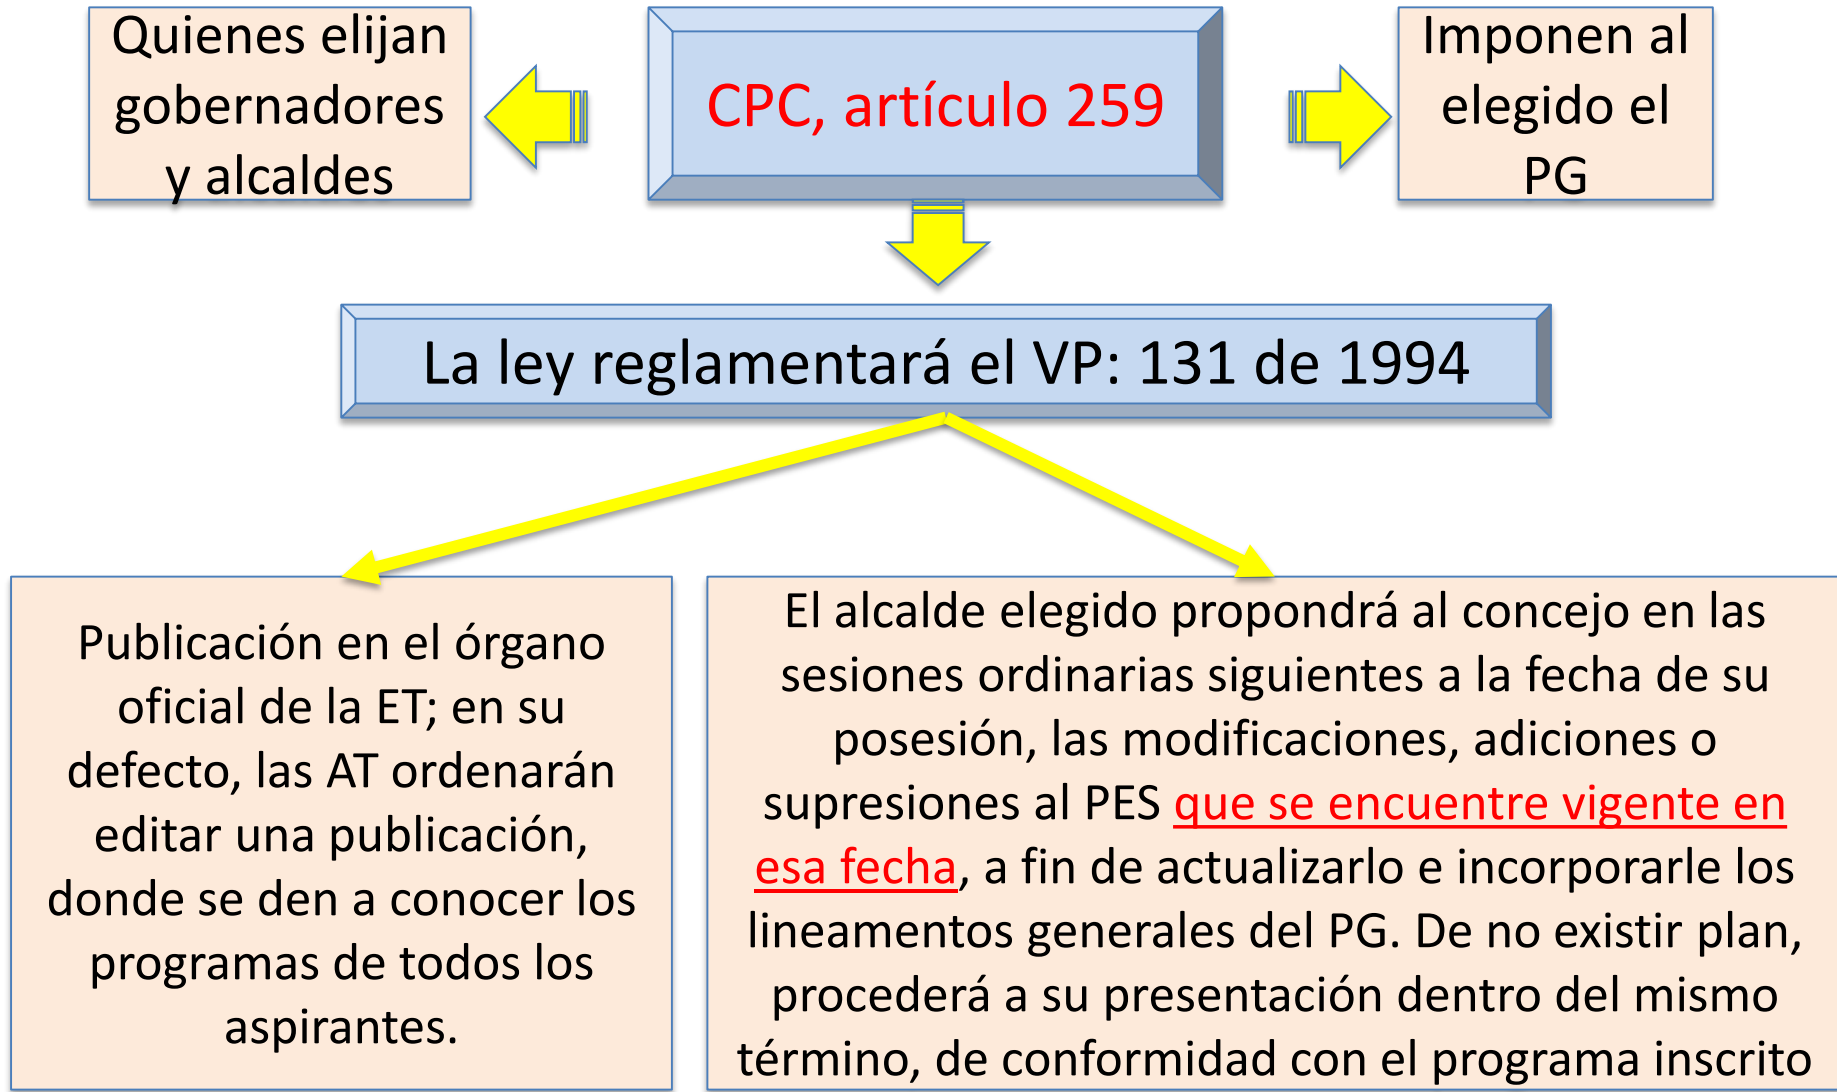 Quienes elijan
gobernadores
y alcaldes
CPC, artículo 259
Imponen al
elegido el
PG
La ley reglamentará el VP: 131 de 1994
Publicación en el órgano
oficial de la ET; en su
defecto, las AT ordenarán
editar una publicación,
donde se den a conocer los
programas de todos los
aspirantes.
El alcalde elegido propondrá al concejo en las
sesiones ordinarias siguientes a la fecha de su
posesión, las modificaciones, adiciones o
supresiones al PES que se encuentre vigente en
esa fecha, a fin de actualizarlo e incorporarle los
lineamentos generales del PG. De no existir plan,
procederá a su presentación dentro del mismo
término, de conformidad con el programa inscrito